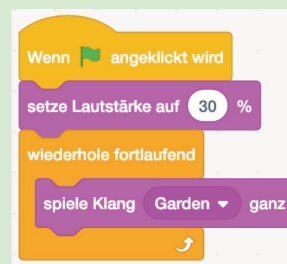 Wenn angeklickt wird
setze Lautstärke auf 30 %
wiederhole fortlaufend
spiele Klang Garden ganz